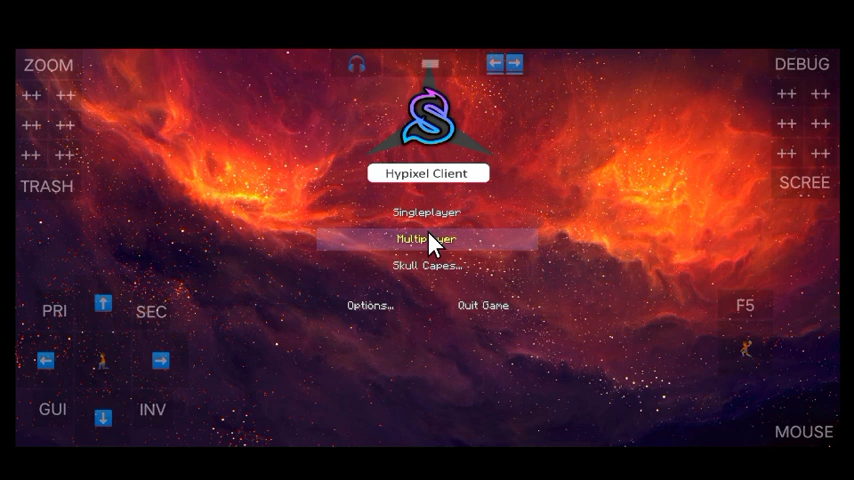 ZOOM
DEBUG
++ ++
++ ++
++ ++
++ ++
++ ++
++ ++
TRASH
SCREE
Hypixel Client
Singleplayer
Multiplayer
Skull Capes...
Options...
Quit Game
PRI
SEC
F5
GUI
INV
MOUSE